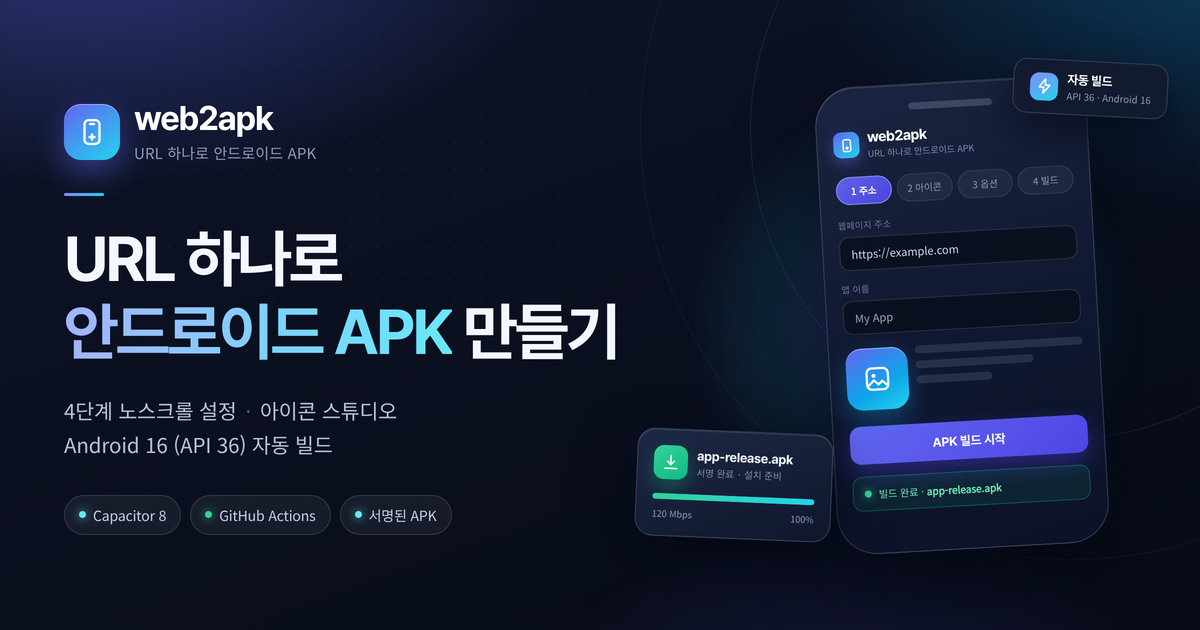 web2apk
URL 하나로 안드로이드 APK
URL 하나로
안드로이드 APK 만들기
4단계 노스크롤 설정 · 아이콘 스튜디오
Android 16 (API 36) 자동 빌드
Capacitor 8
GitHub Actions
서명된 APK
자동 빌드
API 36 · Android 16
web2apk
URL 하나로 안드로이드 APK
1 주소
2 아이콘
3 옵션
4 빌드
웹페이지 주소
https://example.com
앱 이름
My App
APK 빌드 시작
빌드 완료 · app-release.apk
app-release.apk
서명 완료 · 설치 준비
120 Mbps
100%